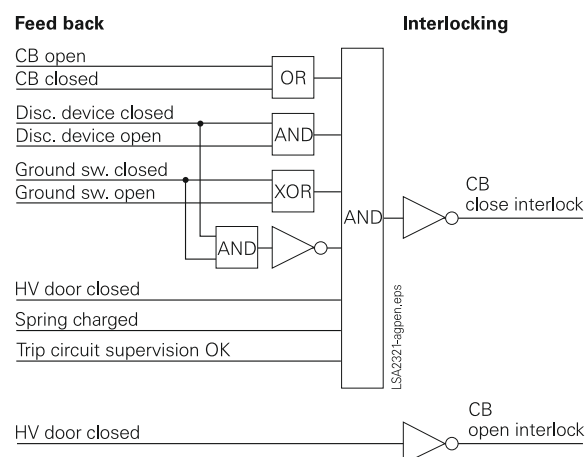 Feed back
Interlocking
CB open
CB closed
OR
Disc. device closed
Disc. device open
AND
Ground sw. closed
Ground sw. open
XOR
AND
AND
CB
close interlock
HV door closed
Spring charged
Trip circuit supervision OK
LSA2321-agpen.eps
HV door closed
CB
open interlock